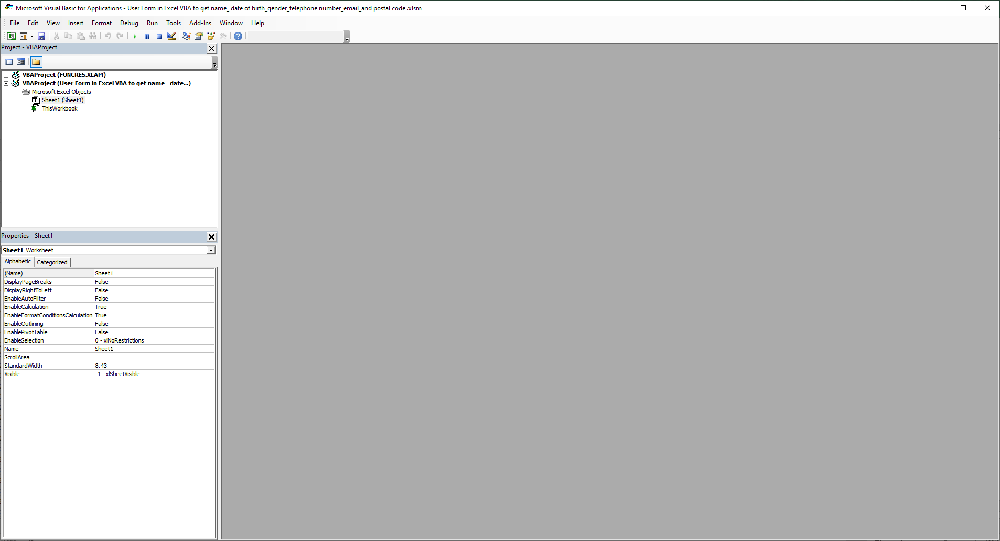 Microsoft Visual Basic for Applications - User Form in Excel VBA to get name_ date of birth_gender_telephone number_email_and postal code .xlsm
File Edit View Insert Format Debug Run Tools Add-Ins Window Help
Project - VBAProject
VBAProject (FUNCRES.XLAM)
VBAProject (User Form in Excel VBA to get name_ date...)
Microsoft Excel Objects
Sheet1 (Sheet1)
ThisWorkbook
Properties - Sheet1
Sheet1 Worksheet
Alphabetic Categorized
(Name) Sheet1
DisplayPageBreaks False
DisplayRightToLeft False
EnableAutoFilter False
EnableCalculation True
EnableFormatConditionsCalculation True
EnableOutlining False
EnablePivotTable False
EnableSelection 0 - xlNoRestrictions
Name Sheet1
ScrollArea
StandardWidth 8.43
Visible -1 - xlSheetVisible